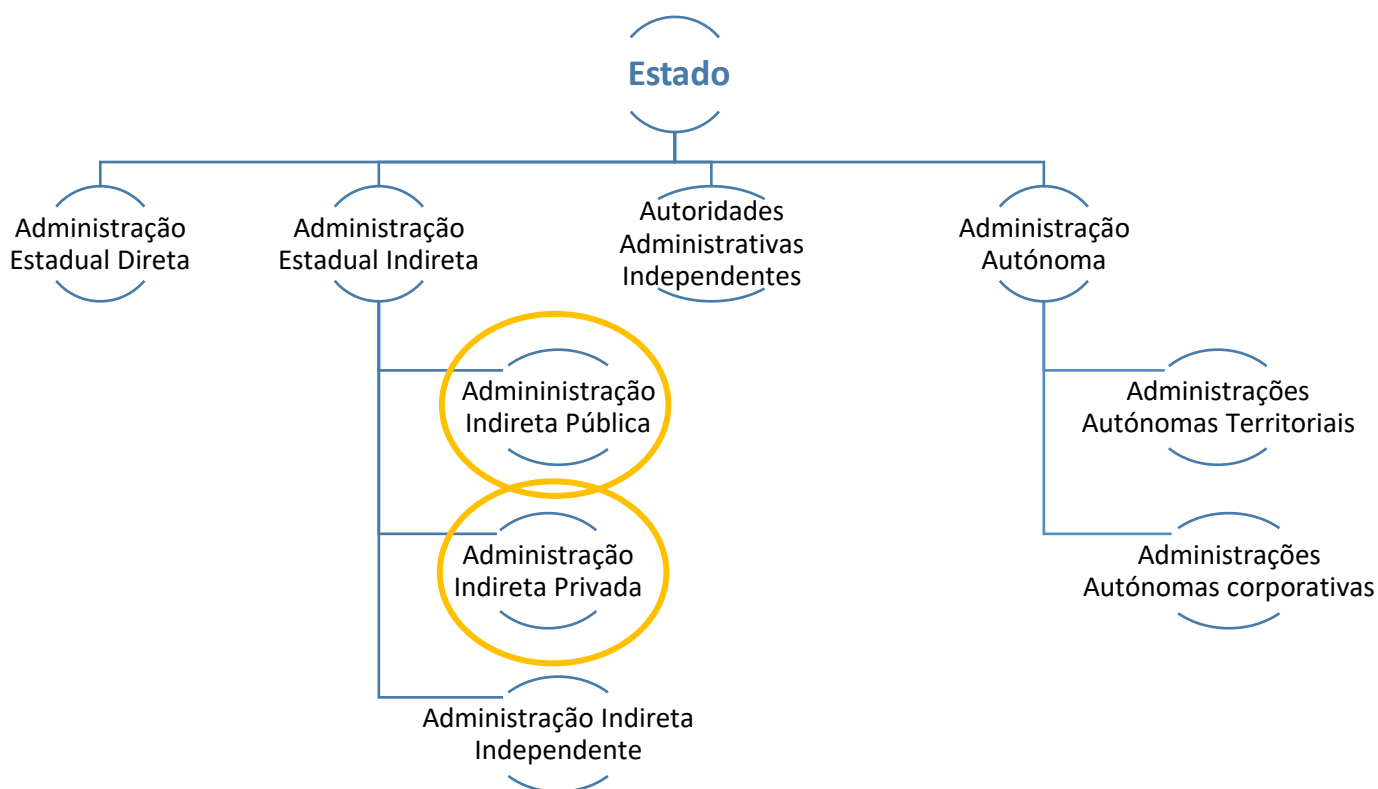 Estado
Administração
Estadual Direta
Administração
Estadual Indireta
Autoridades
Administrativas
Independentes
Administração
Autónoma
Admininistração
Indireta Pública
Administração
Indireta Privada
Administração Indireta
Independente
Administrações
Autónomas Territoriais
Administrações
Autónomas corporativas